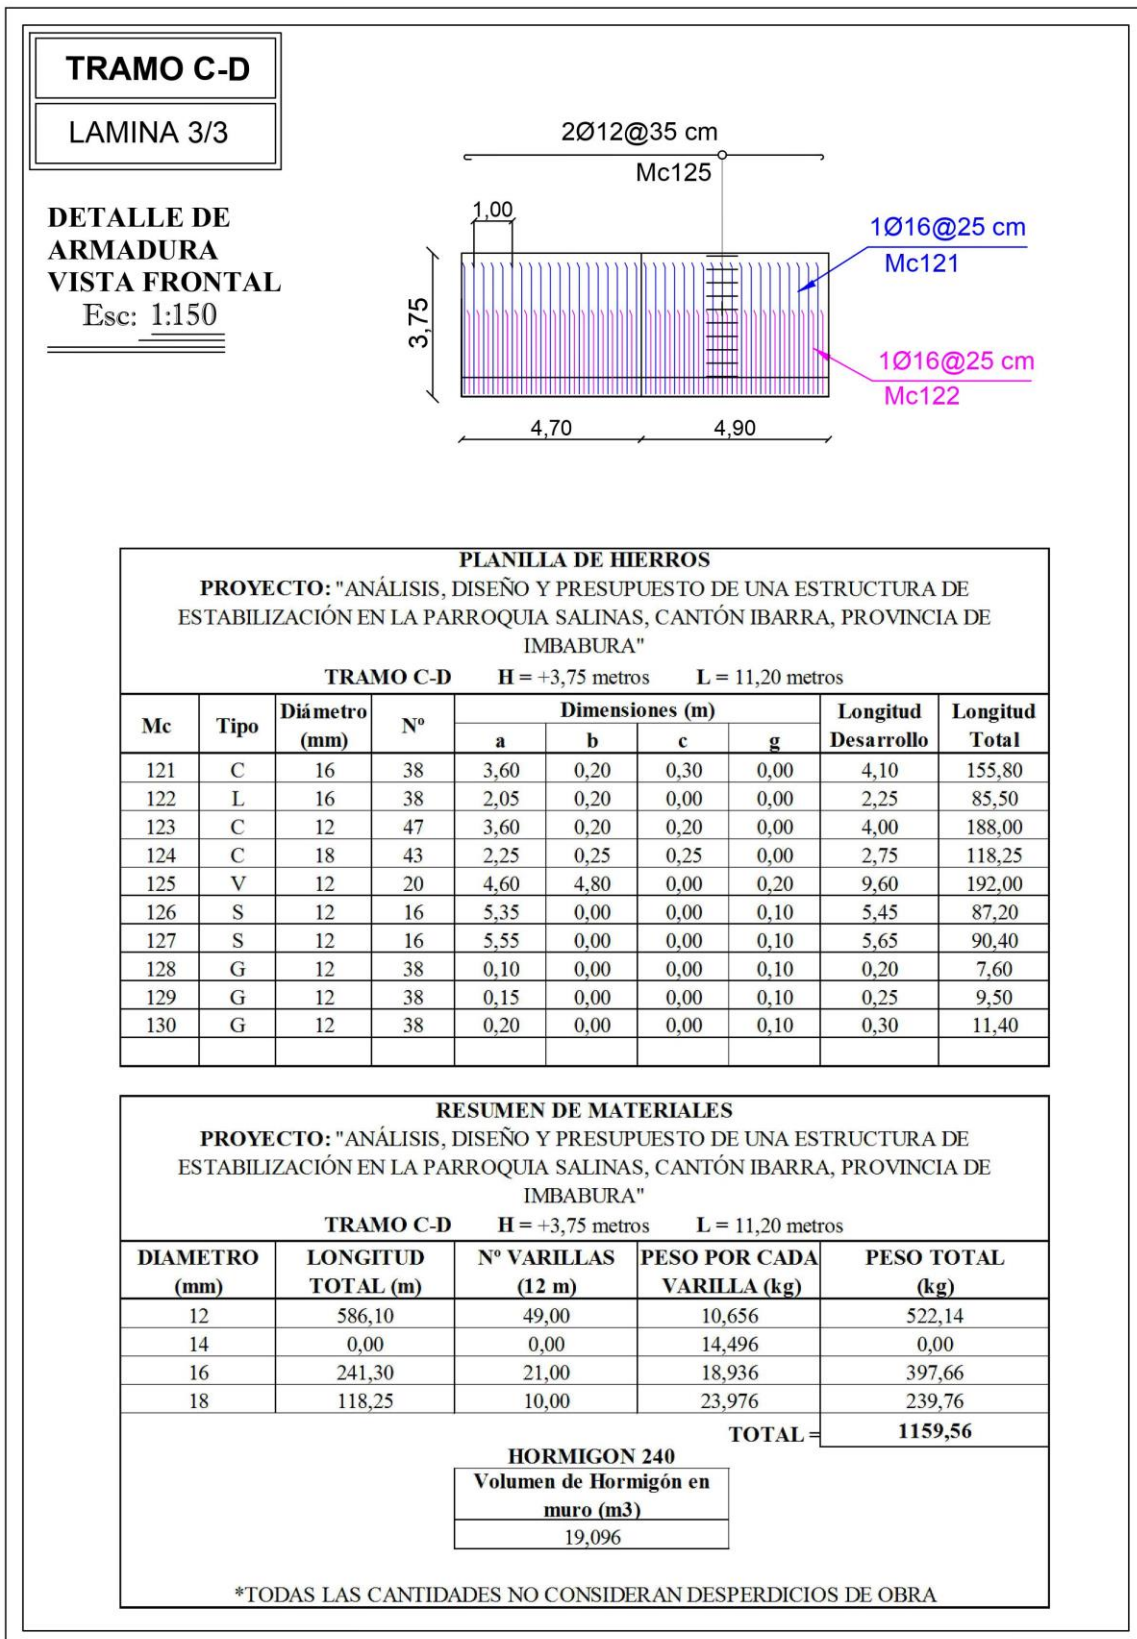 TRAMO C-D
LAMINA 3/3
DETALLE DE
ARMADURA
VISTA FRONTAL
Esc: 1:150
2Ø12@35 cm
Mc125
1,00
3,75
1Ø16@25 cm
Mc121
1Ø16@25 cm
Mc122
4,70 4,90
PLANILLA DE HIERROS
PROYECTO: "ANÁLISIS, DISEÑO Y PRESUPUESTO DE UNA ESTRUCTURA DE
ESTABILIZACIÓN EN LA PARROQUIA SALINAS, CANTÓN IBARRA, PROVINCIA DE
IMBABURA"
TRAMO C-D H = +3,75 metros L = 11,20 metros
Mc Tipo Diámetro (mm) Nº Dimensiones (m) Longitud Desarrollo Longitud Total
a b c g
121 C 16 38 3,60 0,20 0,30 0,00 4,10 155,80
122 L 16 38 2,05 0,20 0,00 0,00 2,25 85,50
123 C 12 47 3,60 0,20 0,20 0,00 4,00 188,00
124 C 18 43 2,25 0,25 0,25 0,00 2,75 118,25
125 V 12 20 4,60 4,80 0,00 0,20 9,60 192,00
126 S 12 16 5,35 0,00 0,00 0,10 5,45 87,20
127 S 12 16 5,55 0,00 0,00 0,10 5,65 90,40
128 G 12 38 0,10 0,00 0,00 0,10 0,20 7,60
129 G 12 38 0,15 0,00 0,00 0,10 0,25 9,50
130 G 12 38 0,20 0,00 0,00 0,10 0,30 11,40
RESUMEN DE MATERIALES
PROYECTO: "ANÁLISIS, DISEÑO Y PRESUPUESTO DE UNA ESTRUCTURA DE
ESTABILIZACIÓN EN LA PARROQUIA SALINAS, CANTÓN IBARRA, PROVINCIA DE
IMBABURA"
TRAMO C-D H = +3,75 metros L = 11,20 metros
DIAMETRO LONGITUD Nº VARILLAS PESO POR CADA PESO TOTAL
(mm) TOTAL (m) (12 m) VARILLA (kg) (kg)
12 586,10 49,00 10,656 522,14
14 0,00 0,00 14,496 0,00
16 241,30 21,00 18,936 397,66
18 118,25 10,00 23,976 239,76
TOTAL = 1159,56
HORMIGON 240
Volumen de Hormigón en
muro (m3)
19,096
*TODAS LAS CANTIDADES NO CONSIDERAN DESPERDICIOS DE OBRA